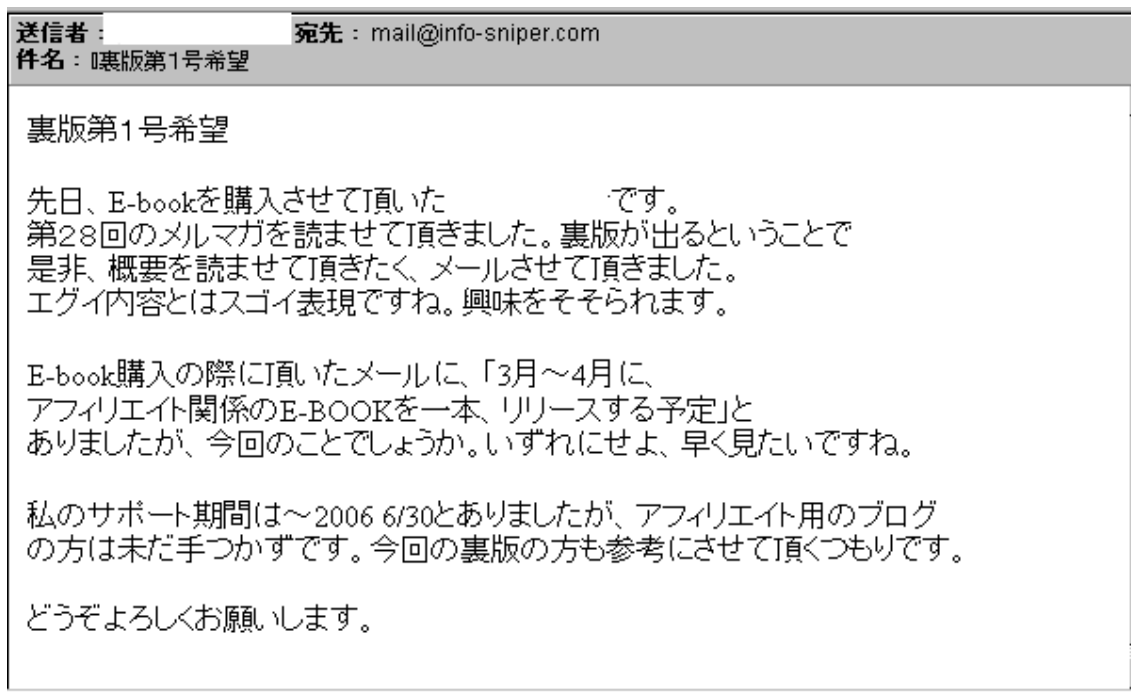 送信者: 宛先: mail@info-sniper.com
件名: 裏版第1号希望
裏版第1号希望
先日、E-bookを購入させて頂いた です。
第28回のメルマガを読ませて頂きました。裏版が出るということで
是非、概要を読ませて頂きたく、メールさせて頂きました。
エグイ内容とはスゴイ表現ですね。興味をそそられます。
E-book購入の際に頂いたメールに、「3月~4月に、
アフィリエイト関係のE-BOOKを一本、リリースする予定」と
ありましたが、今回のことでしょうか。いずれにせよ、早く見たいですね。
私のサポート期間は~2006 6/30とありましたが、アフィリエイト用のブログ
の方は未だ手つかずです。今回の裏版の方も参考にさせて頂くつもりです。
どうぞよろしくお願いします。